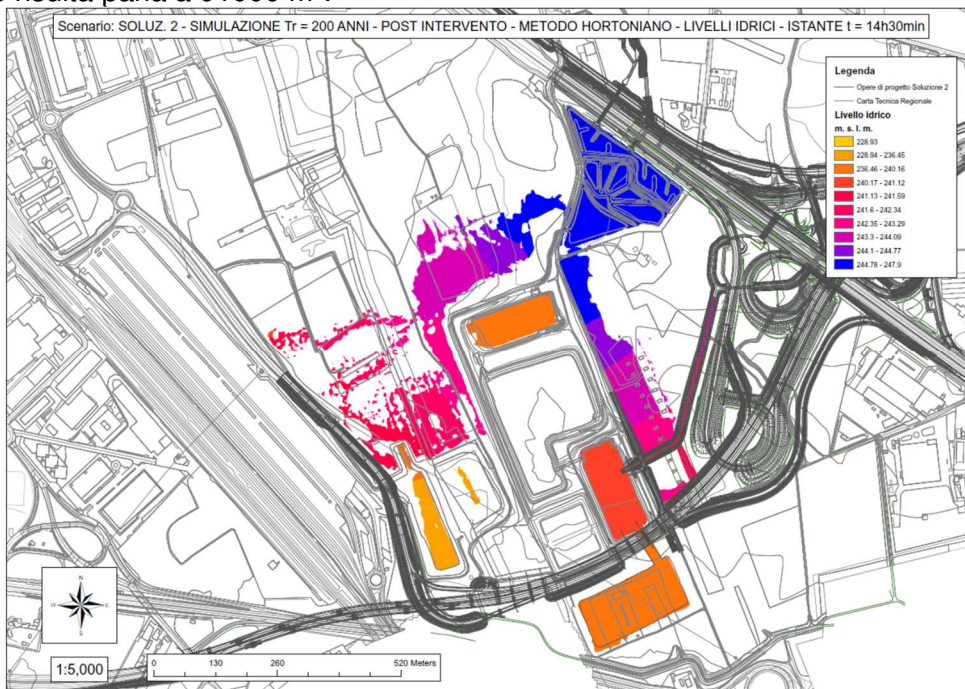 risulta
Scenario: SOLUZ. 2 - SIMULAZIONE Tr = 200 ANNI - POST INTERVENTO - METODO HORTONIANO - LIVELLI IDRICI - ISTANTE t = 14h30min
Legenda
Opere di progetto Soluzione 2
Carta Tecnica Regionale
Livello idrico
m. s. l. m.
228.93
228.94 - 236.45
236.46 - 240.16
240.17 - 241.12
241.13 - 241.59
241.6 - 242.34
242.35 - 243.29
243.3 - 244.09
244.1 - 244.77
244.78 - 247.9
N
W E
S
1:5,000
0 130 260 520 Meters